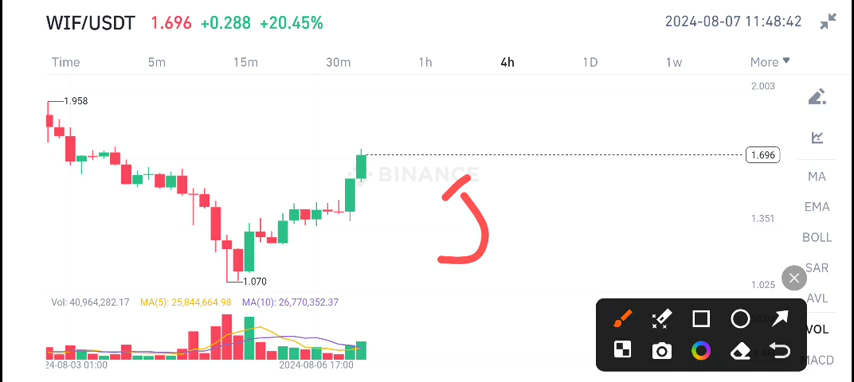 WIF/USDT 1.696 +0.288 +20.45% 2024-08-07 11:48:42
Time 5m 15m 30m 1h 4h 1D 1w More
2.003
1.958
1.696
BINANCE
MA
EMA
1.351
BOLL
SAR
1.070
1.025
AVL
Vol: 40,964,282.17 MA(5): 25,844,664.98 MA(10): 26,770,352.37
VOL
MACD
24-08-03 01:00 2024-08-06 17:00